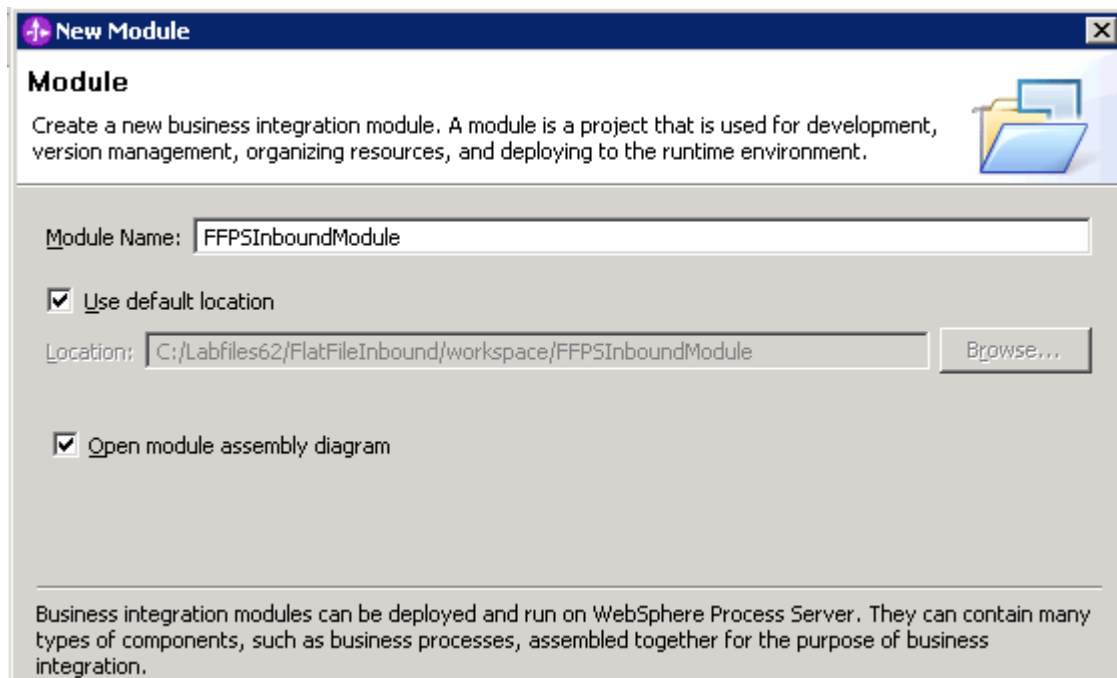 New Module
Module
Create a new business integration module. A module is a project that is used for development,
version management, organizing resources, and deploying to the runtime environment.
Module Name: FFPSInboundModule
Use default location
Location: C:/Labfiles62/FlatFileInbound/workspace/FFPSInboundModule Browse...
Open module assembly diagram
Business integration modules can be deployed and run on WebSphere Process Server. They can contain many
types of components, such as business processes, assembled together for the purpose of business
integration.